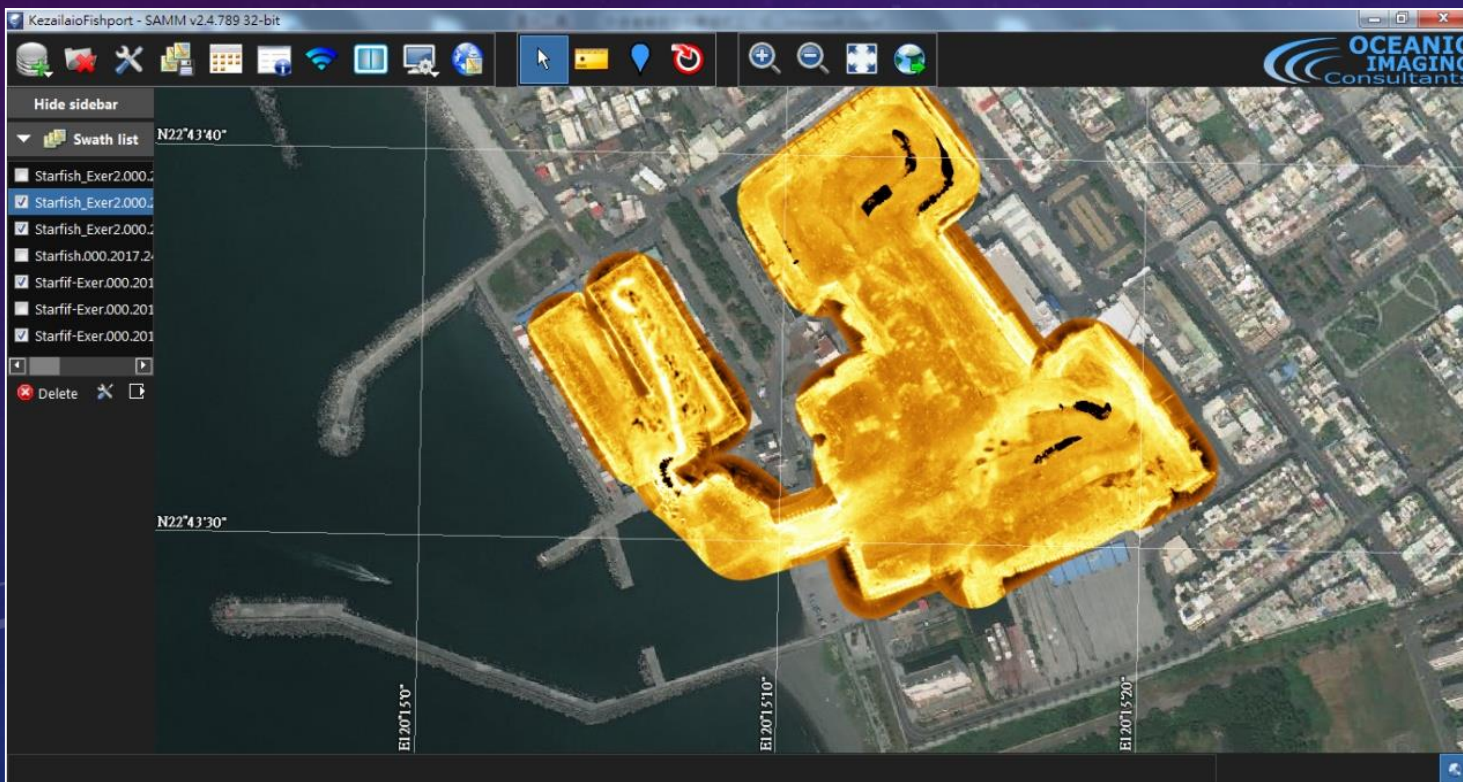 KezailaioFishport - SAMM v2.4.789 32-bit
OCEANIC
IMAGING
Consultants
Hide sidebar
Swath list
Starfish_Exer2.000.2
Starfish_Exer2.000.2
Starfish_Exer2.000.2
Starfish.000.2017.24
Starfif-Exer.000.201
Starfif-Exer.000.201
Starfif-Exer.000.201
Delete
N22°43'40"
N22°43'30"
E120°15'0"
E120°15'10"
E120°15'20"